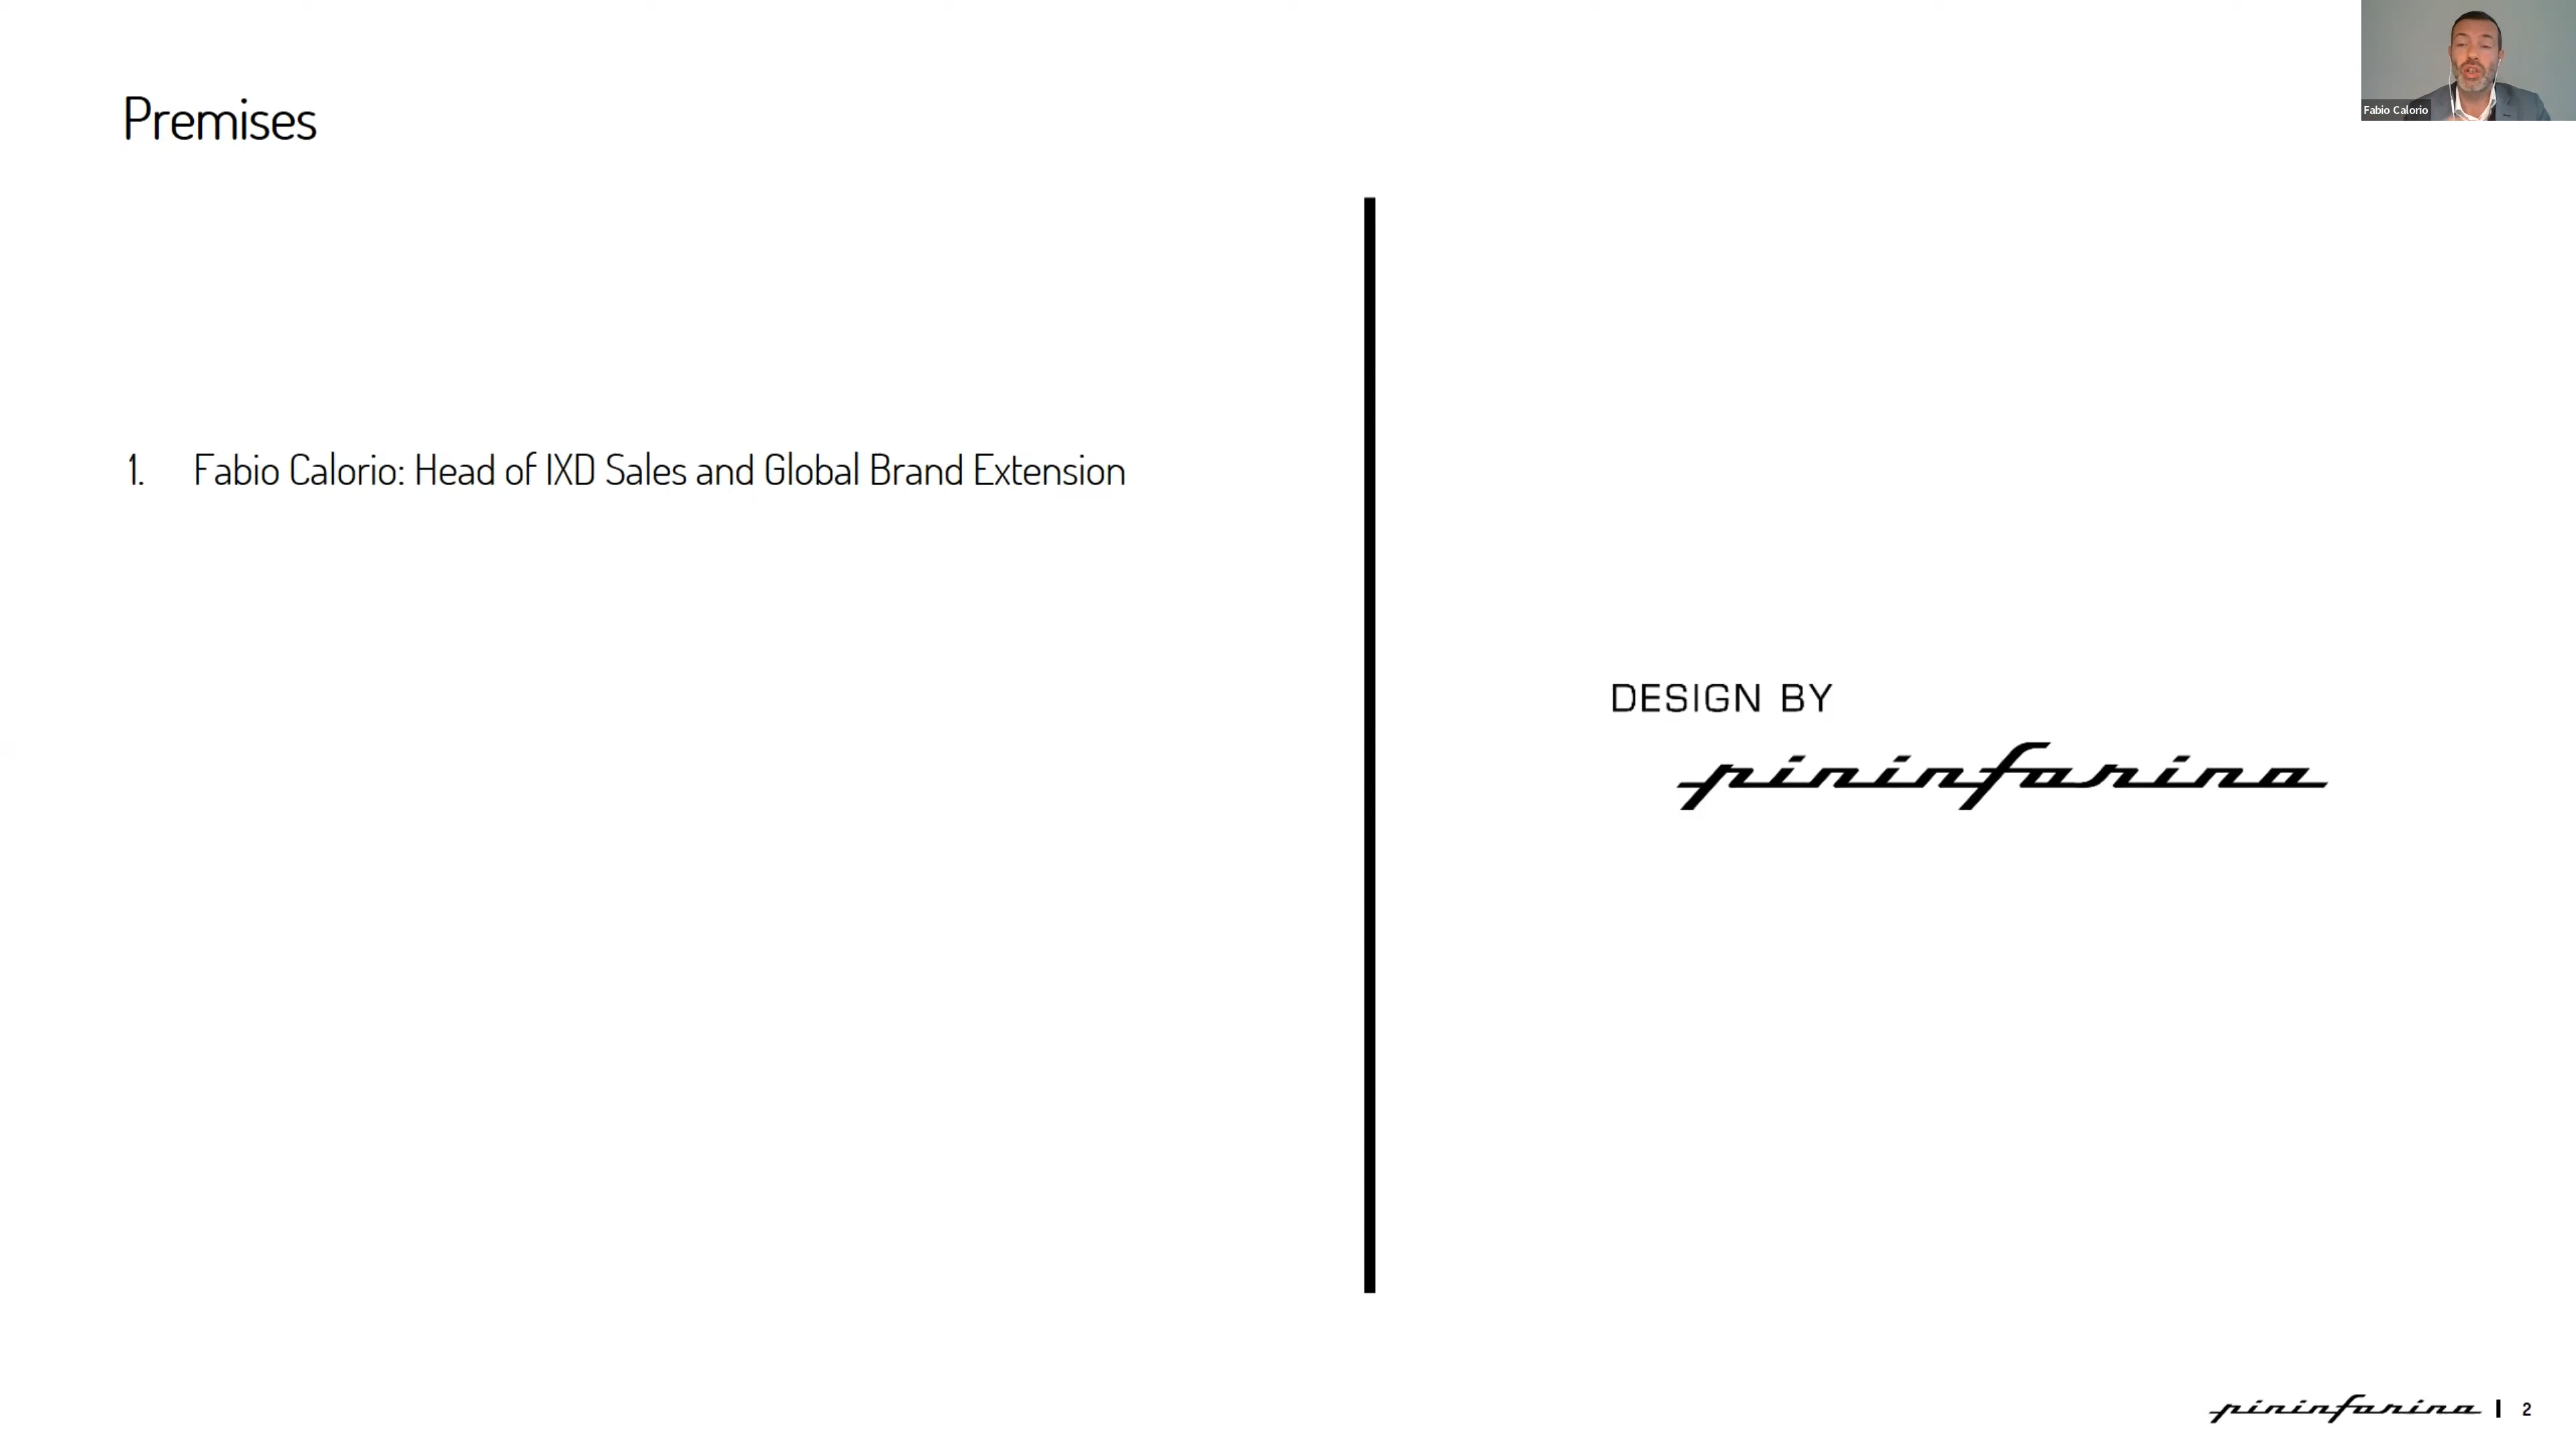 Premises
Fabio Calorio
1. Fabio Calorio: Head of IXD Sales and Global Brand Extension
DESIGN BY
pininfarina
pininfarina 2